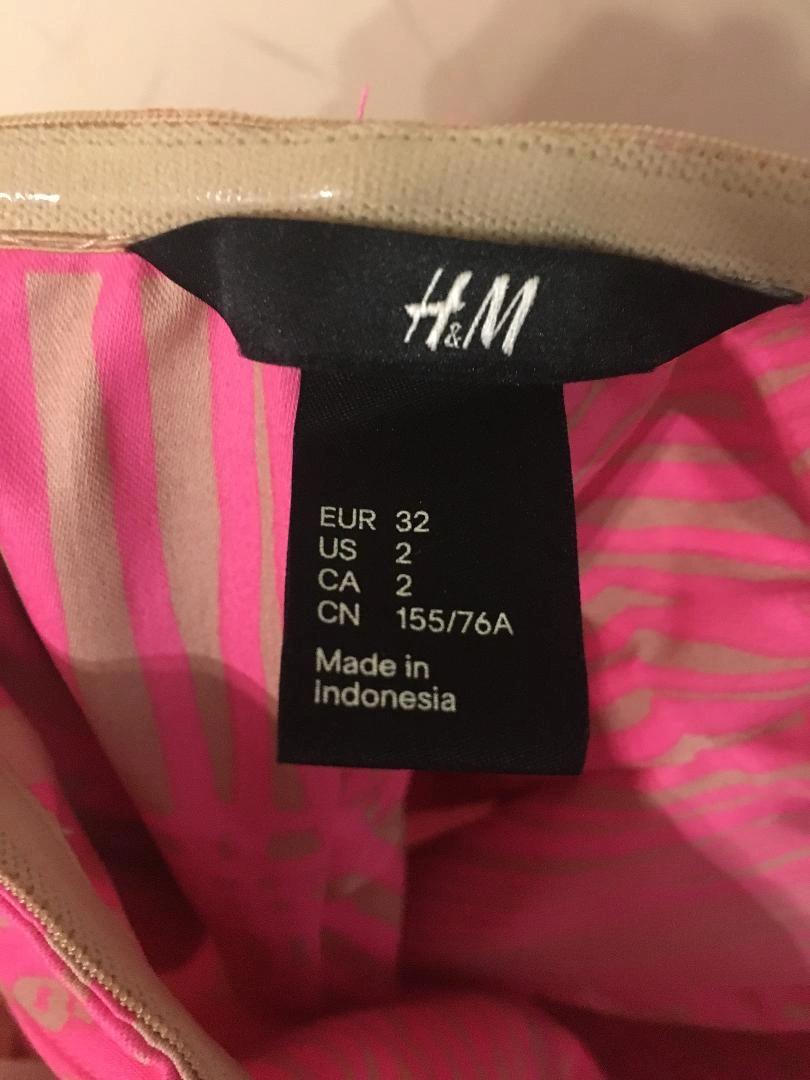 H&M
EUR 32
US 2
CA 2
CN 155/76A
Made in
Indonesia